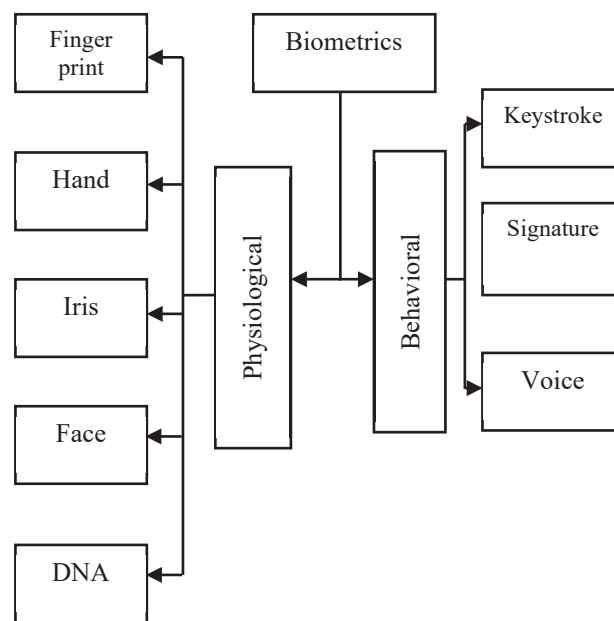 Biometrics
Finger
print
Hand
Iris
Face
DNA
Physiological
Behavioral
Keystroke
Signature
Voice